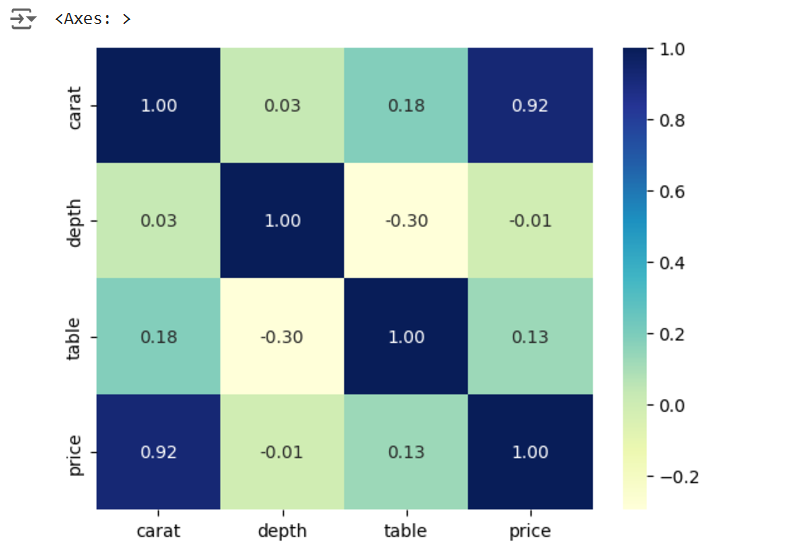 <Axes: >
carat 1.00 0.03 0.18 0.92
depth 0.03 1.00 -0.30 -0.01
table 0.18 -0.30 1.00 0.13
price 0.92 -0.01 0.13 1.00
carat depth table price
1.0
0.8
0.6
0.4
0.2
0.0
−0.2